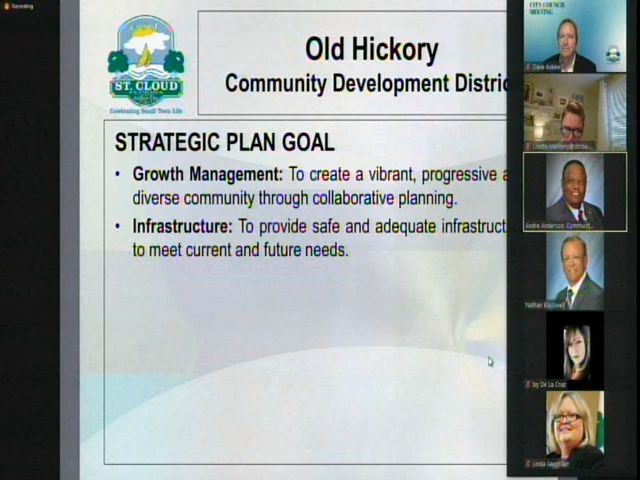 Recording
CITY COUNCIL
MEETING
ST. CLOUD
Celebrating Small Town Life
Old Hickory
Community Development Distric
STRATEGIC PLAN GOAL
• Growth Management: To create a vibrant, progressive a
diverse community through collaborative planning.
• Infrastructure: To provide safe and adequate infrastruct
to meet current and future needs.
Dave Askew
Andre Anderson, Communit...
Nathan Blackwell
by De La Cruz
Linda